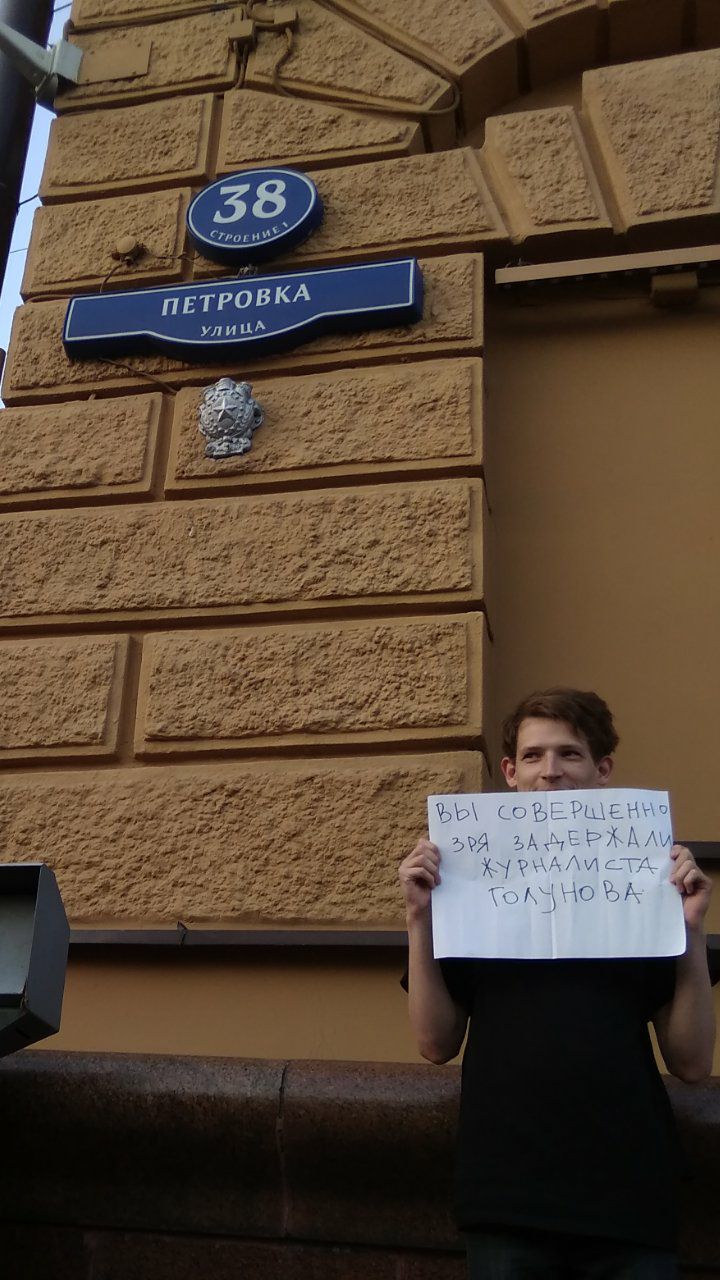 38
СТРОЕНИЕ 1
ПЕТРОВКА
УЛИЦА
ВЫ СОВЕРШЕННО
ЗРЯ ЗАДЕРЖАЛИ
ЖУРНАЛИСТА
ГОЛУНОВА